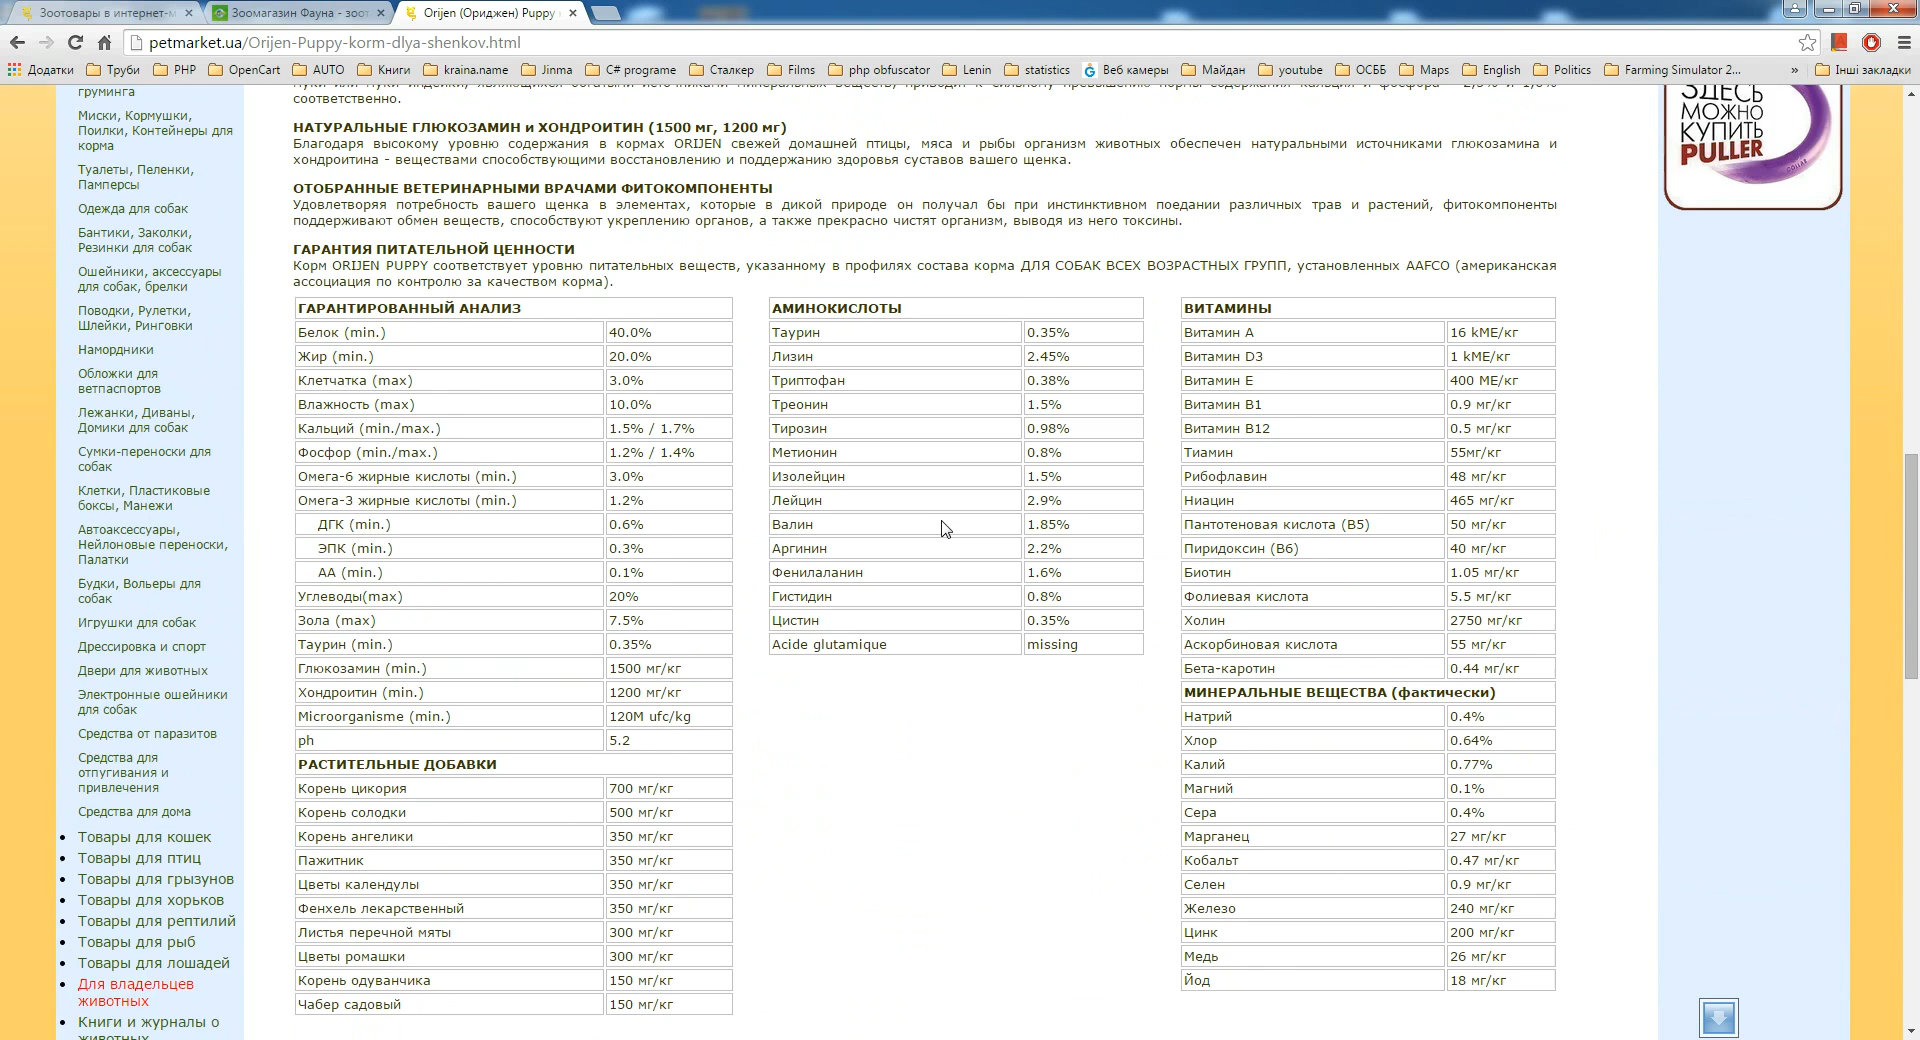 Зоотовары в интернет-м
Зоомагазин Фауна - зоот
Orijen (Ориджен) Puppy
petmarket.ua/Orijen-Puppy-korm-dlya-shenkov.html
Додатки Труби PHP OpenCart AUTO Книги kraina.name Jinma C# programe Сталкер Films php obfuscator Lenin statistics Веб камеры Майдан youtube ОСББ Maps English Politics Farming Simulator 2... » Інші закладки
груминга
Миски, Кормушки,
Поилки, Контейнеры для
корма
Туалеты, Пеленки,
Памперсы
Одежда для собак
Бантики, Заколки,
Резинки для собак
Ошейники, аксессуары
для собак, брелки
Поводки, Рулетки,
Шлейки, Ринговки
Намордники
Обложки для
ветпаспортов
Лежанки, Диваны,
Домики для собак
Сумки-переноски для
собак
Клетки, Пластиковые
боксы, Манежи
Автоаксессуары,
Нейлоновые переноски,
Палатки
Будки, Вольеры для
собак
Игрушки для собак
Дрессировка и спорт
Двери для животных
Электронные ошейники
для собак
Средства от паразитов
Средства для
отпугивания и
привлечения
Средства для дома
Товары для кошек
Товары для птиц
Товары для грызунов
Товары для хорьков
Товары для рептилий
Товары для рыб
Товары для лошадей
Для владельцев
животных
Книги и журналы о
животных
соответственно.
НАТУРАЛЬНЫЕ ГЛЮКОЗАМИН и ХОНДРОИТИН (1500 мг, 1200 мг)
Благодаря высокому уровню содержания в кормах ORIJEN свежей домашней птицы, мяса и рыбы организм животных обеспечен натуральными источниками глюкозамина и
хондроитина - веществами способствующими восстановлению и поддержанию здоровья суставов вашего щенка.
ОТОБРАННЫЕ ВЕТЕРИНАРНЫМИ ВРАЧАМИ ФИТОКОМПОНЕНТЫ
Удовлетворяя потребность вашего щенка в элементах, которые в дикой природе он получал бы при инстинктивном поедании различных трав и растений, фитокомпоненты
поддерживают обмен веществ, способствуют укреплению органов, а также прекрасно чистят организм, выводя из него токсины.
ГАРАНТИЯ ПИТАТЕЛЬНОЙ ЦЕННОСТИ
Корм ORIJEN PUPPY соответствует уровню питательных веществ, указанному в профилях состава корма ДЛЯ СОБАК ВСЕХ ВОЗРАСТНЫХ ГРУПП, установленных AAFCO (американская
ассоциация по контролю за качеством корма).
ГАРАНТИРОВАННЫЙ АНАЛИЗ
Белок (min.) 40.0%
Жир (min.) 20.0%
Клетчатка (max) 3.0%
Влажность (max) 10.0%
Кальций (min./max.) 1.5% / 1.7%
Фосфор (min./max.) 1.2% / 1.4%
Омега-6 жирные кислоты (min.) 3.0%
Омега-3 жирные кислоты (min.) 1.2%
ДГК (min.) 0.6%
ЭПК (min.) 0.3%
АА (min.) 0.1%
Углеводы(max) 20%
Зола (max) 7.5%
Таурин (min.) 0.35%
Глюкозамин (min.) 1500 мг/кг
Хондроитин (min.) 1200 мг/кг
Microorganisme (min.) 120M ufc/kg
ph 5.2
РАСТИТЕЛЬНЫЕ ДОБАВКИ
Корень цикория 700 мг/кг
Корень солодки 500 мг/кг
Корень ангелики 350 мг/кг
Пажитник 350 мг/кг
Цветы календулы 350 мг/кг
Фенхель лекарственный 350 мг/кг
Листья перечной мяты 300 мг/кг
Цветы ромашки 300 мг/кг
Корень одуванчика 150 мг/кг
Чабер садовый 150 мг/кг
АМИНОКИСЛОТЫ
Таурин 0.35%
Лизин 2.45%
Триптофан 0.38%
Треонин 1.5%
Тирозин 0.98%
Метионин 0.8%
Изолейцин 1.5%
Лейцин 2.9%
Валин 1.85%
Аргинин 2.2%
Фенилаланин 1.6%
Гистидин 0.8%
Цистин 0.35%
Acide glutamique missing
ВИТАМИНЫ
Витамин A 16 kME/кг
Витамин D3 1 kME/кг
Витамин E 400 ME/кг
Витамин B1 0.9 мг/кг
Витамин B12 0.5 мг/кг
Тиамин 55мг/кг
Рибофлавин 48 мг/кг
Ниацин 465 мг/кг
Пантотеновая кислота (B5) 50 мг/кг
Пиридоксин (B6) 40 мг/кг
Биотин 1.05 мг/кг
Фолиевая кислота 5.5 мг/кг
Холин 2750 мг/кг
Аскорбиновая кислота 55 мг/кг
Бета-каротин 0.44 мг/кг
МИНЕРАЛЬНЫЕ ВЕЩЕСТВА (фактически)
Натрий 0.4%
Хлор 0.64%
Калий 0.77%
Магний 0.1%
Сера 0.4%
Марганец 27 мг/кг
Кобальт 0.47 мг/кг
Селен 0.9 мг/кг
Железо 240 мг/кг
Цинк 200 мг/кг
Медь 26 мг/кг
Йод 18 мг/кг
ЗДЕСЬ
МОЖНО
КУПИТЬ
PULLER
COLLAR